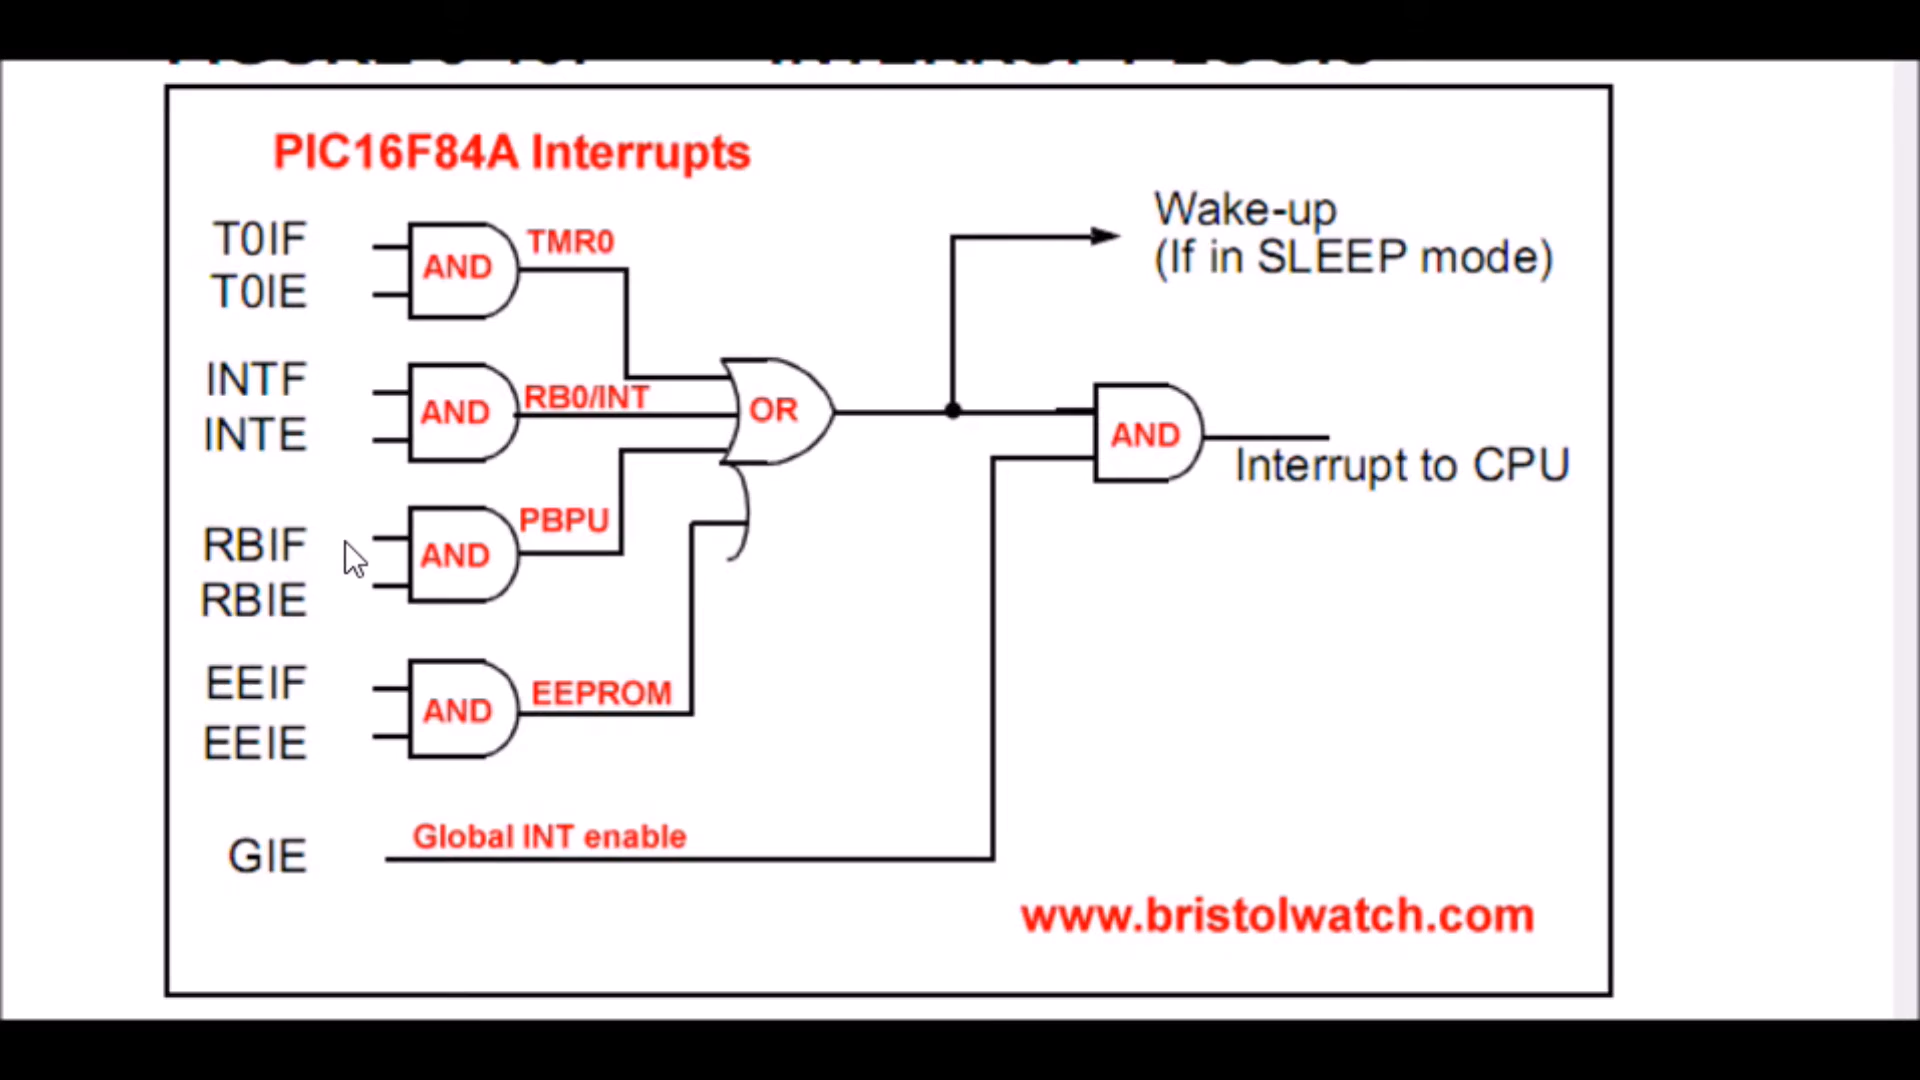 PIC16F84A Interrupts
T0IF
T0IE
AND
TMR0
Wake-up
(If in SLEEP mode)
INTF
INTE
AND
RB0/INT
OR
AND
Interrupt to CPU
RBIF
RBIE
AND
PBPU
EEIF
EEIE
AND
EEPROM
GIE
Global INT enable
www.bristolwatch.com